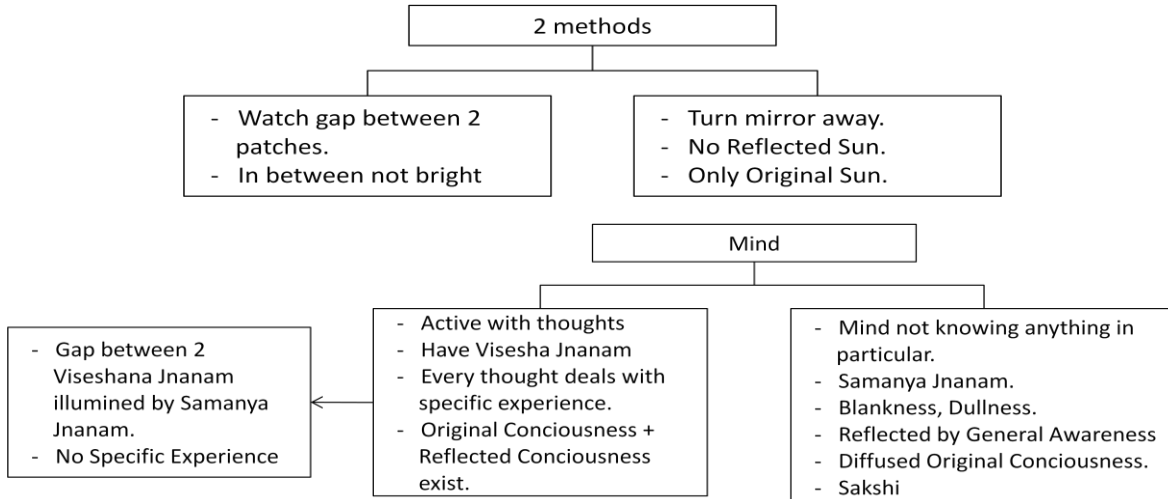 2 methods
- Watch gap between 2
patches.
- In between not bright
- Turn mirror away.
- No Reflected Sun.
- Only Original Sun.
Mind
- Gap between 2
Viseshana Jnanam
illumined by Samanya
Jnanam.
- No Specific Experience
- Active with thoughts
- Have Visesha Jnanam
- Every thought deals with
specific experience.
- Original Conciousness +
Reflected Conciousness
exist.
- Mind not knowing anything in
particular.
- Samanya Jnanam.
- Blankness, Dullness.
- Reflected by General Awareness
- Diffused Original Conciousness.
- Sakshi